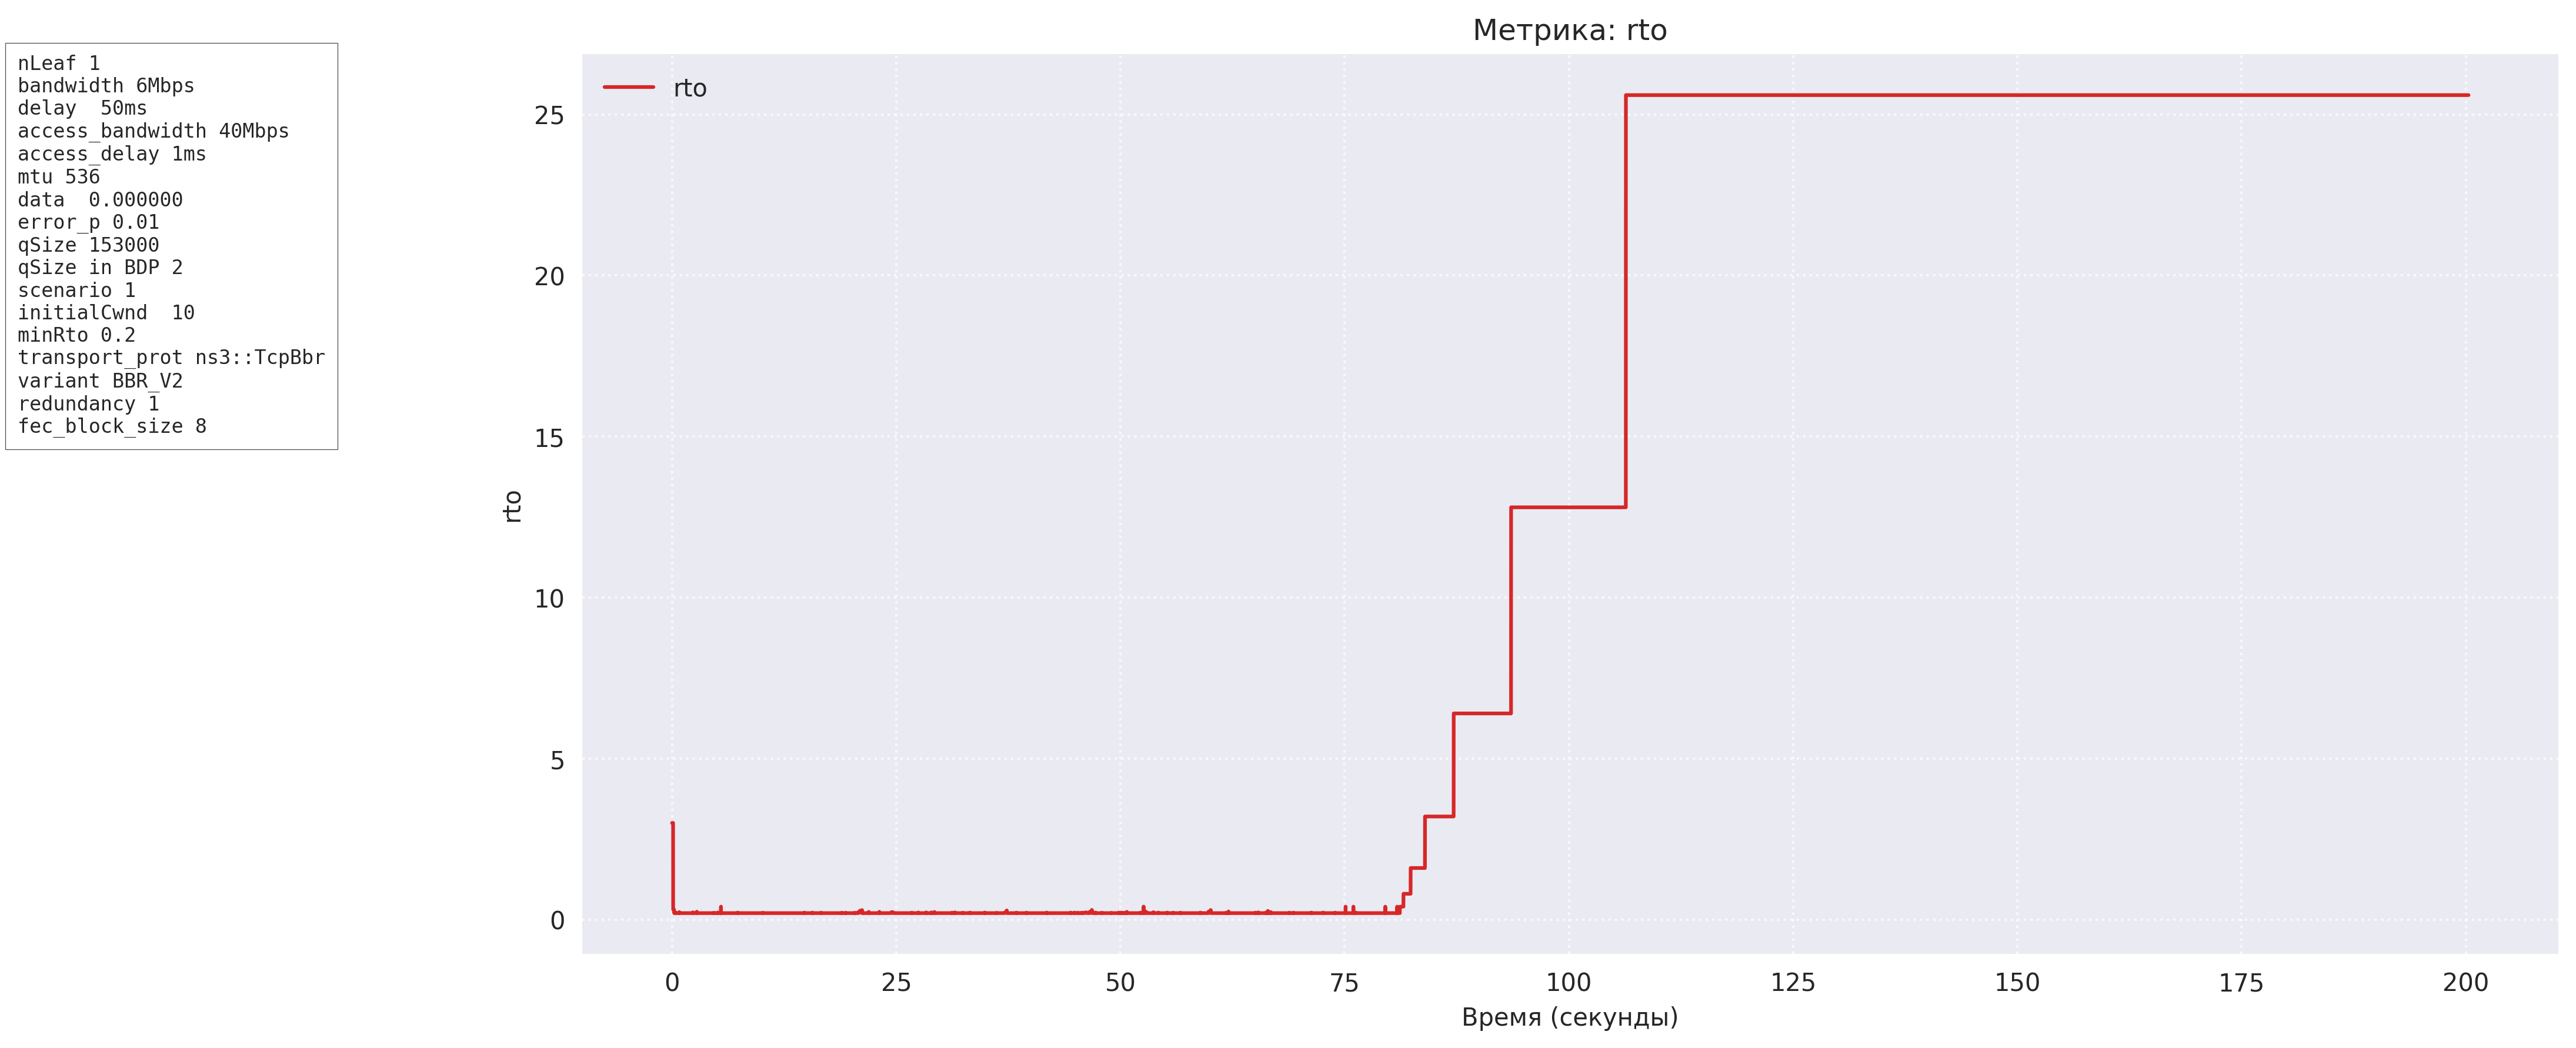 Метрика: rto
nLeaf 1
bandwidth 6Mbps
delay  50ms
access_bandwidth 40Mbps
access_delay 1ms
mtu 536
data  0.000000
error_p 0.01
qSize 153000
qSize in BDP 2
scenario 1
initialCwnd  10
minRto 0.2
transport_prot ns3::TcpBbr
variant BBR_V2
redundancy 1
fec_block_size 8
rto
25
20
15
10
5
0
rto
0 25 50 75 100 125 150 175 200
Время (секунды)